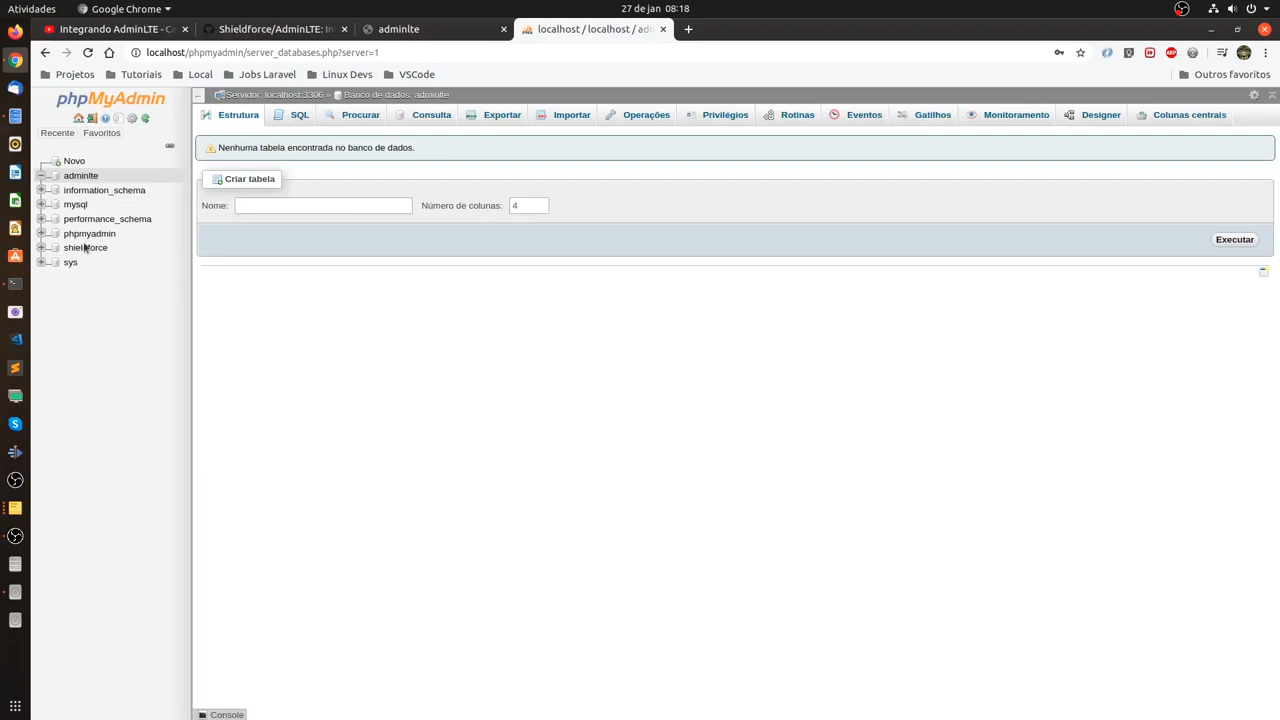 Atividades
Google Chrome
27 de jan 08:18
Integrando AdminLTE - Ca
Shieldforce/AdminLTE: In
adminlte
localhost / localhost / adm
localhost/phpmyadmin/server_databases.php?server=1
Projetos
Tutoriais
Local
Jobs Laravel
Linux Devs
VSCode
Outros favoritos
phpMyAdmin
Recente
Favoritos
Novo
adminlte
information_schema
mysql
performance_schema
phpmyadmin
shieldforce
sys
Servidor: localhost:3306 » Banco de dados: adminlte
Estrutura
SQL
Procurar
Consulta
Exportar
Importar
Operações
Privilégios
Rotinas
Eventos
Gatilhos
Monitoramento
Designer
Colunas centrais
Nenhuma tabela encontrada no banco de dados.
Criar tabela
Nome:
Número de colunas: 4
Executar
Console